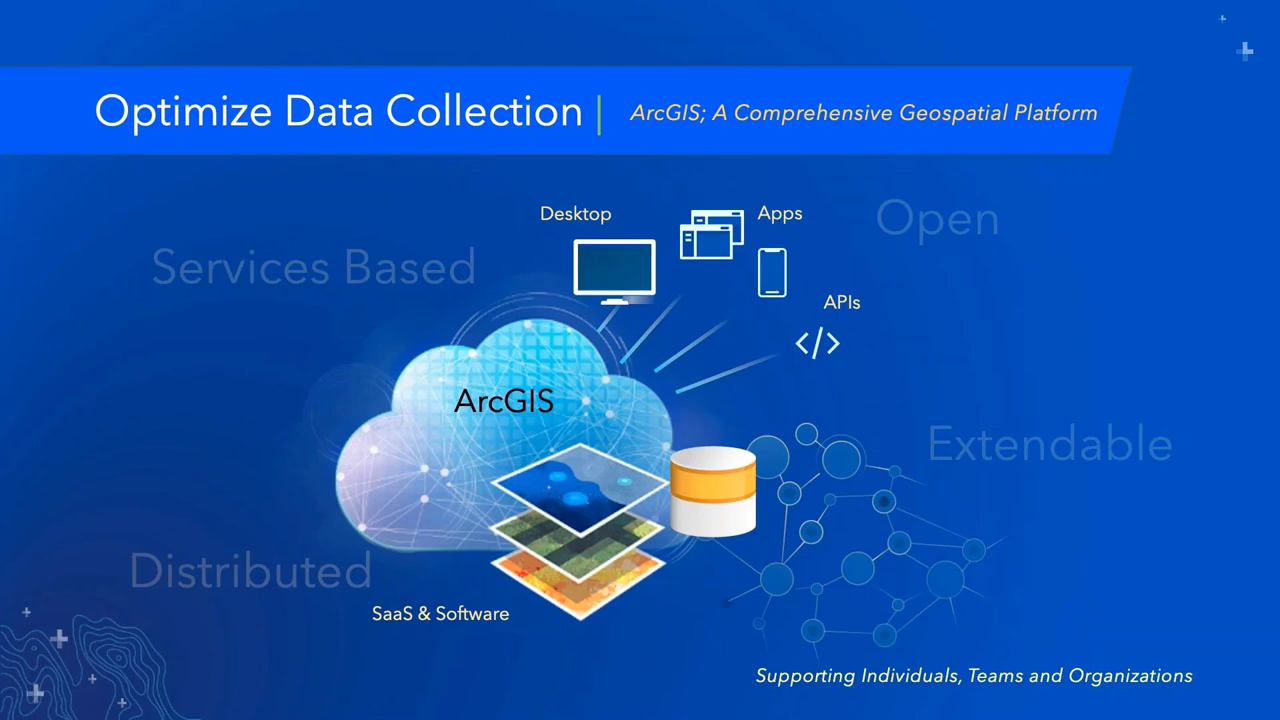 Optimize Data Collection | ArcGIS; A Comprehensive Geospatial Platform
Desktop
Apps
Open
Services Based
APIs
ArcGIS
Extendable
Distributed
SaaS & Software
Supporting Individuals, Teams and Organizations